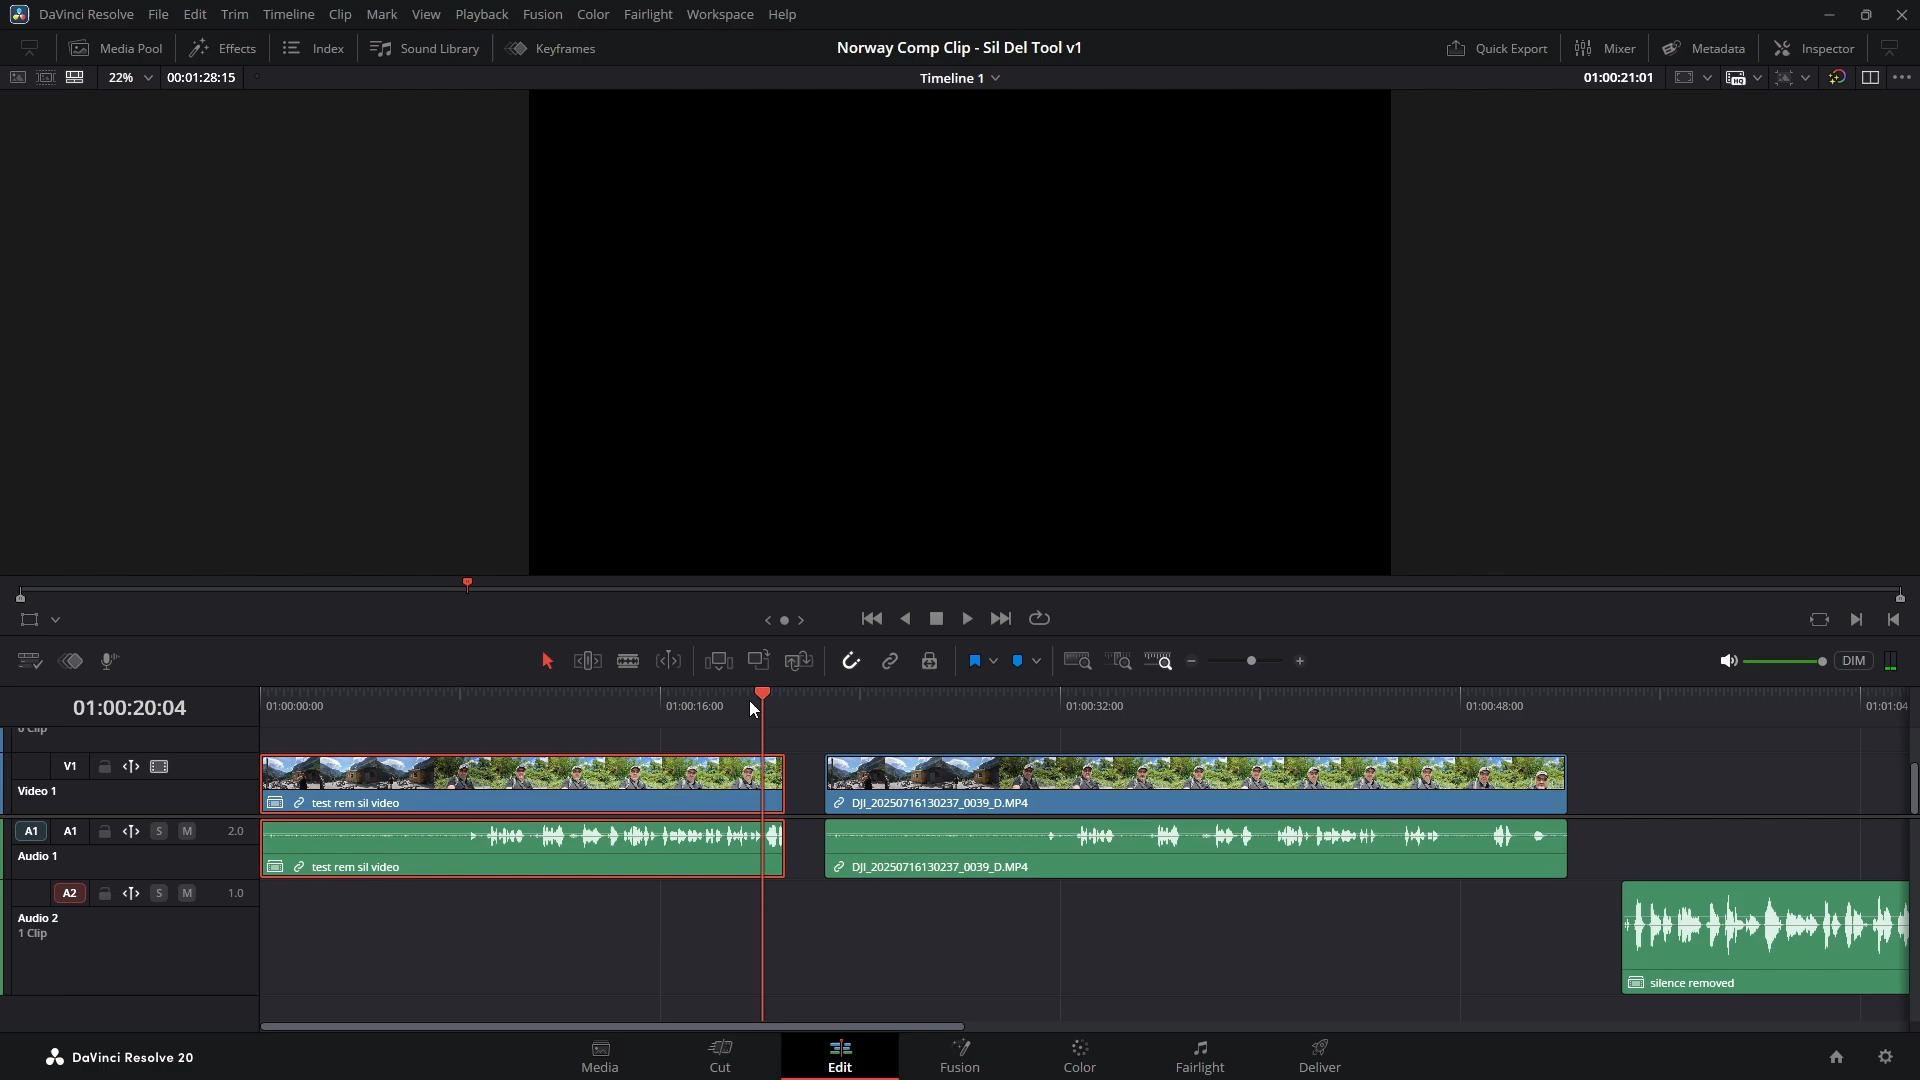 DaVinci Resolve File Edit Trim Timeline Clip Mark View Playback Fusion Color Fairlight Workspace Help
Media Pool Effects Index Sound Library Keyframes Norway Comp Clip - Sil Del Tool v1 Quick Export Mixer Metadata Inspector
22% 00:01:28:15 Timeline 1 01:00:21:01 HQ
DIM
01:00:20:04 01:00:00:00 01:00:16:00 01:00:32:00 01:00:48:00 01:01:04
V1
Video 1
test rem sil video DJI_20250716130237_0039_D.MP4
A1 A1 S M 2.0
Audio 1
test rem sil video DJI_20250716130237_0039_D.MP4
A2 S M 1.0
Audio 2
1 Clip
silence removed
DaVinci Resolve 20 Media Cut Edit Fusion Color Fairlight Deliver